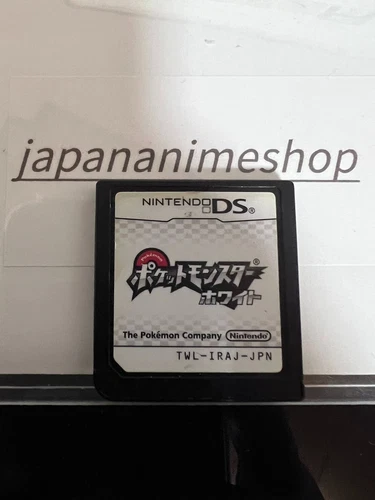 japananimeshop
NINTENDO DS®
Pokémon
ポケットモンスター®
ホワイト
The Pokémon Company Nintendo
TWL-IRAJ-JPN